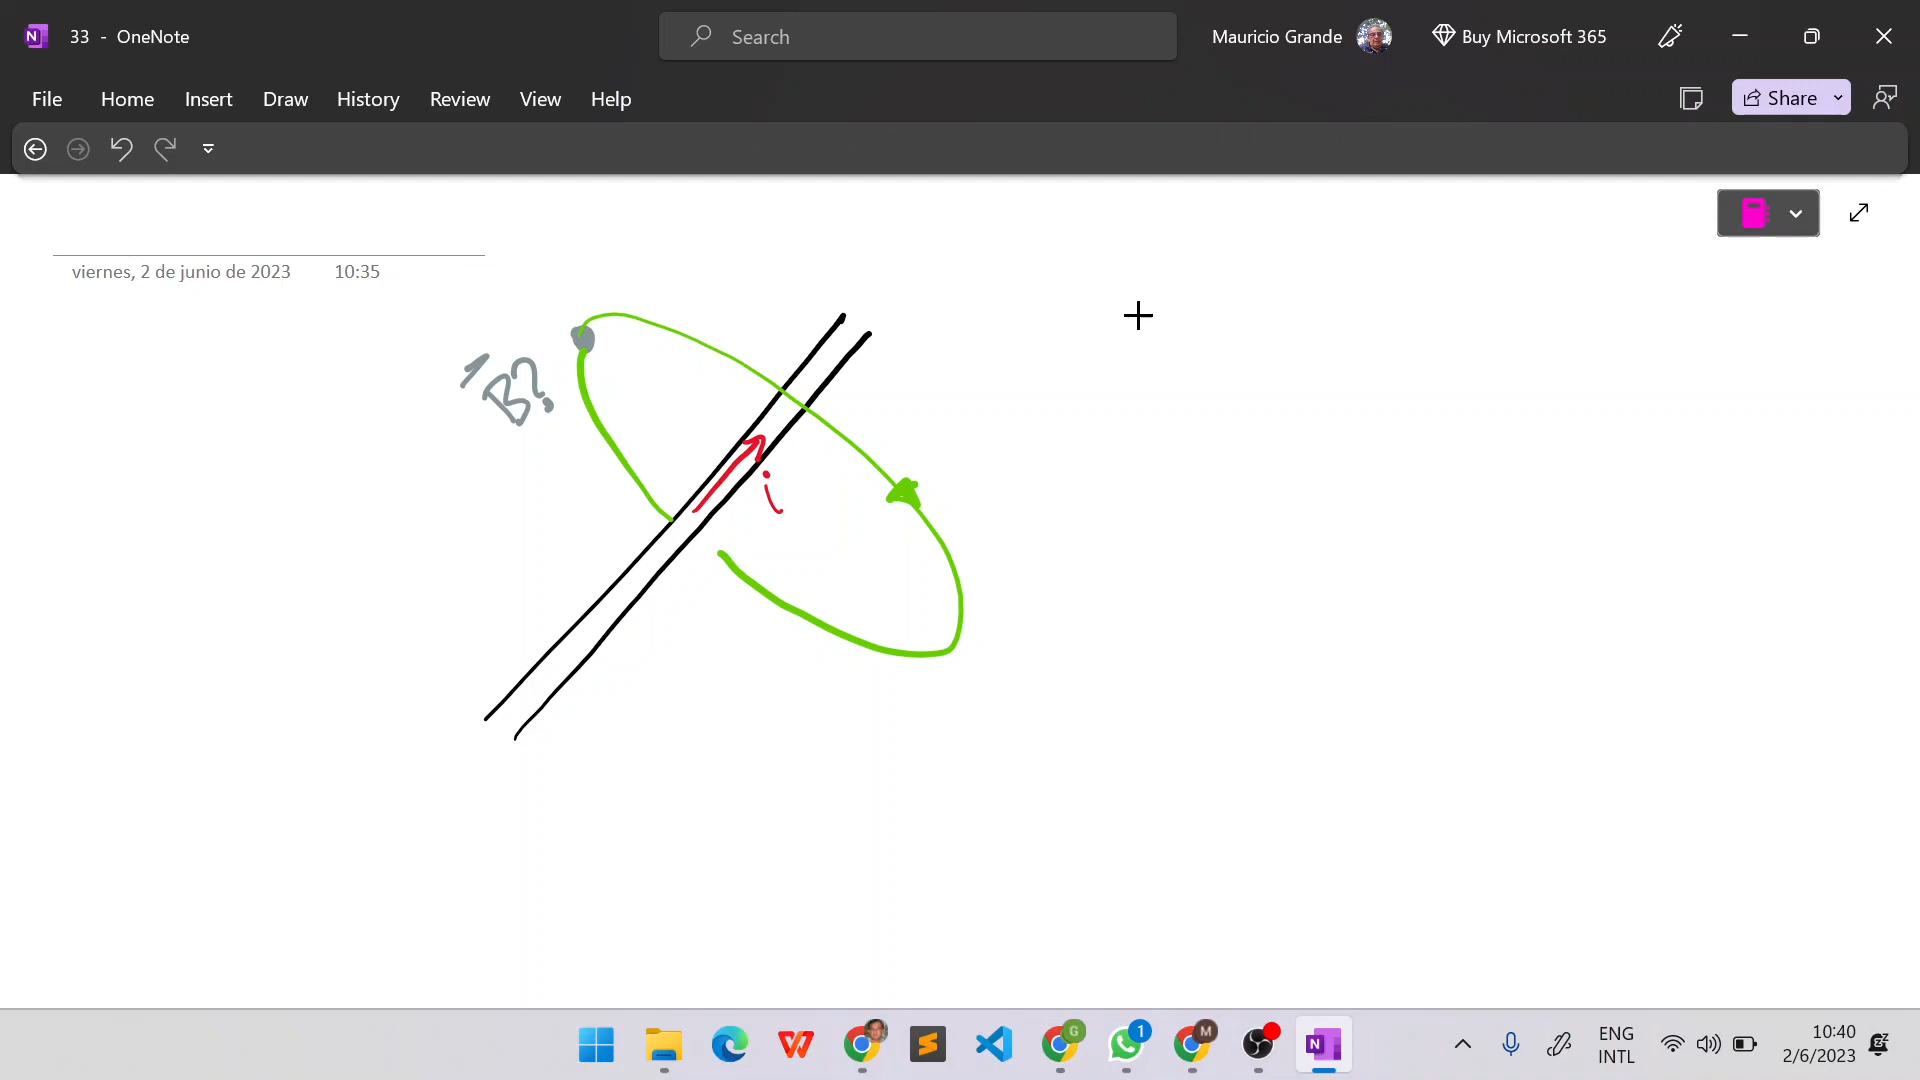 33 - OneNote
Search
Mauricio Grande
Buy Microsoft 365
File Home Insert Draw History Review View Help
Share
viernes, 2 de junio de 2023 10:35
B?
i
G
1
M
N
ENG
INTL
10:40
2/6/2023